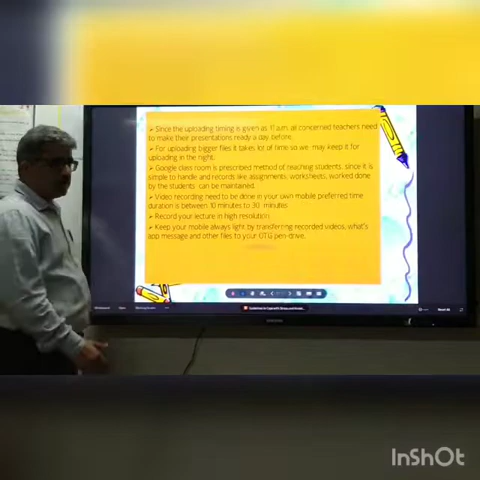 ➤ Since the uploading timing is given as 11 a.m. all concerned teachers need
to make their presentations ready a day before.
➤ For uploading bigger files it takes lot of time so we may keep it for
uploading in the night.
➤ Google class room is prescribed method of reaching students, since it is
simple to handle and records like assignments, worksheets, worked done
by the students can be maintained.
➤ Video recording need to be done in your own mobile preferred time
duration is between 10 minutes to 30 minutes
➤ Record your lecture in high resolution.
➤ Keep your mobile always light by transferring recorded videos, what's
app message and other files to your OTG pen-drive.
SAMSUNG
InShOt